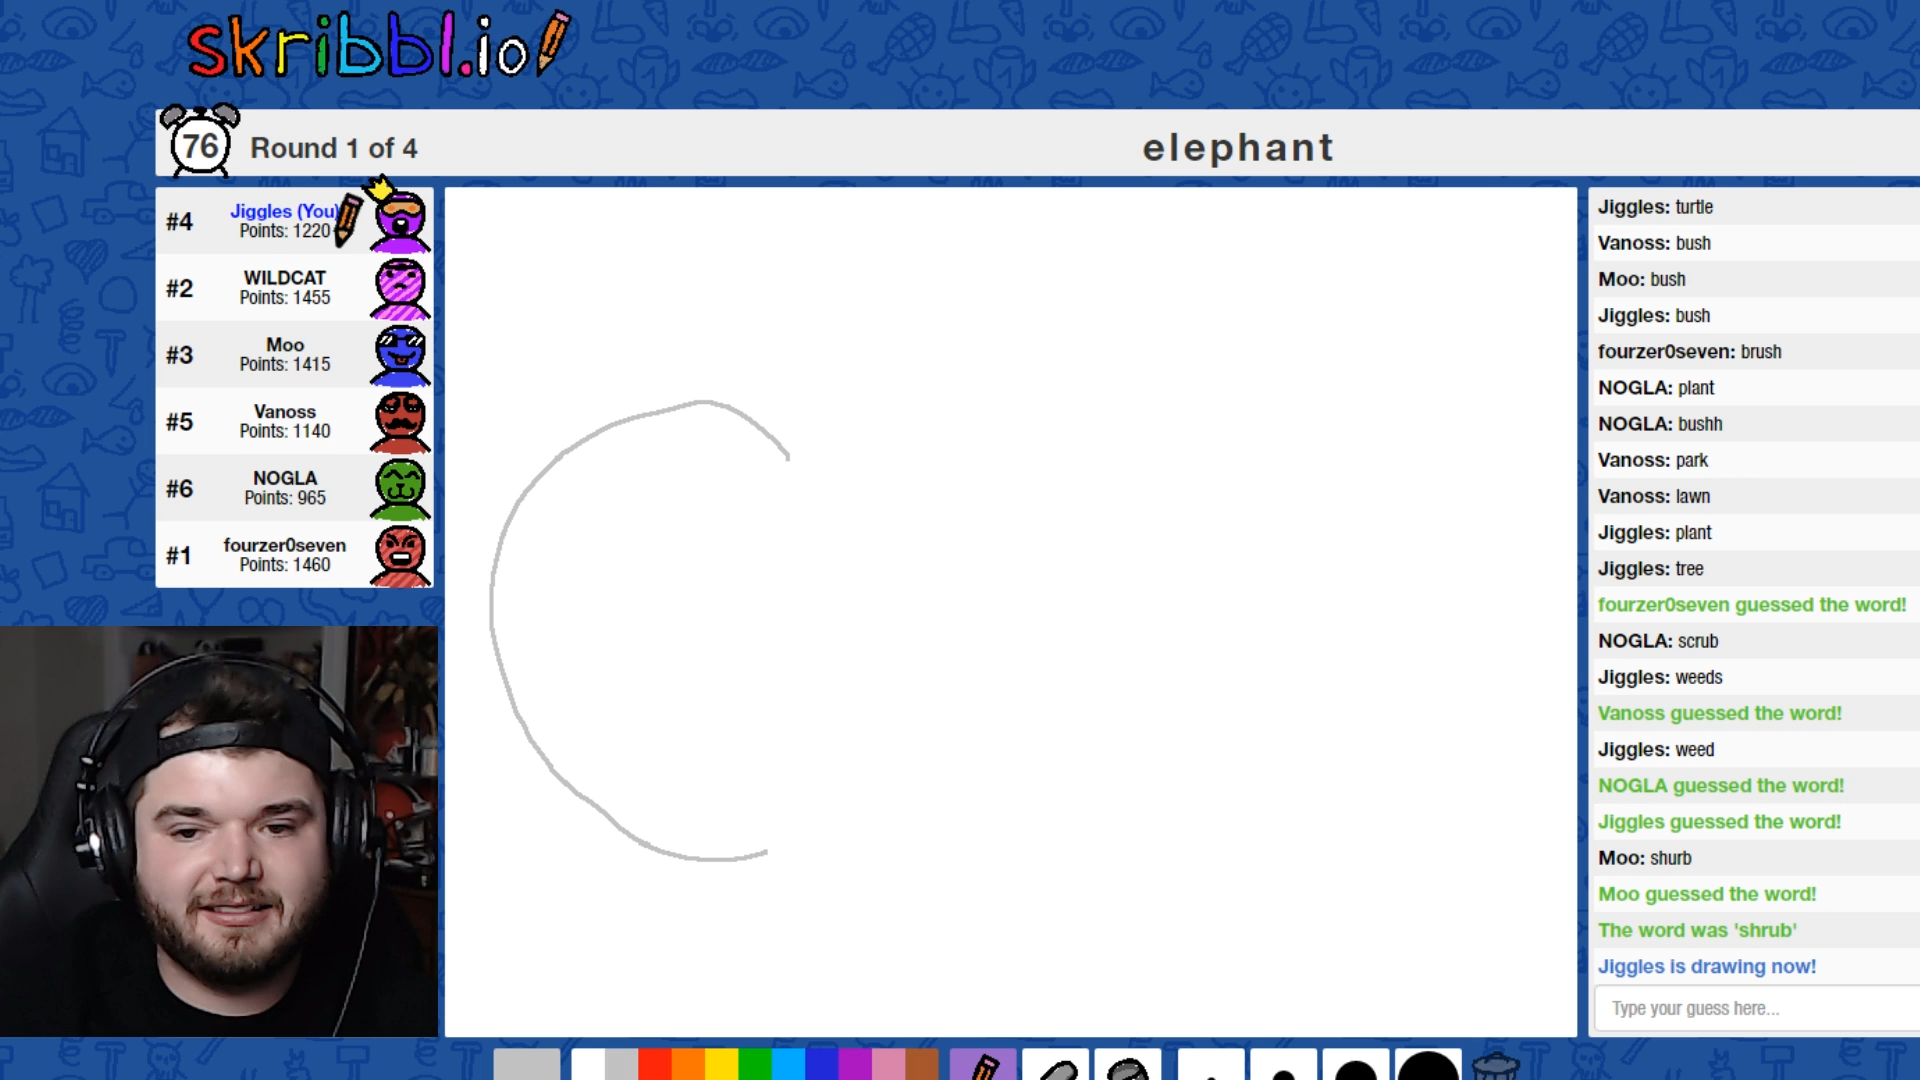 skribbl.io
76
Round 1 of 4
elephant
#4
Jiggles (You)
Points: 1220
#2
WILDCAT
Points: 1455
#3
Moo
Points: 1415
#5
Vanoss
Points: 1140
#6
NOGLA
Points: 965
#1
fourzer0seven
Points: 1460
Jiggles: turtle
Vanoss: bush
Moo: bush
Jiggles: bush
fourzer0seven: brush
NOGLA: plant
NOGLA: bushh
Vanoss: park
Vanoss: lawn
Jiggles: plant
Jiggles: tree
fourzer0seven guessed the word!
NOGLA: scrub
Jiggles: weeds
Vanoss guessed the word!
Jiggles: weed
NOGLA guessed the word!
Jiggles guessed the word!
Moo: shurb
Moo guessed the word!
The word was 'shrub'
Jiggles is drawing now!
Type your guess here...